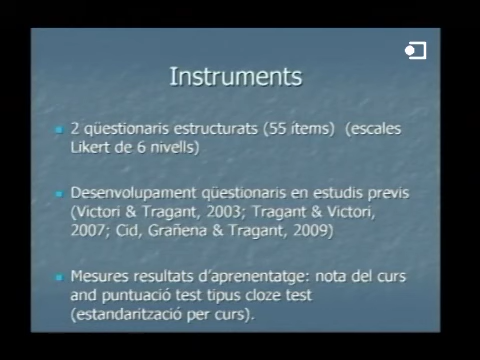 Instruments
2 qüestionaris estructurats (55 ítems) (escales
Likert de 6 nivells)
Desenvolupament qüestionaris en estudis previs
(Victori & Tragant, 2003; Tragant & Victori,
2007; Cid, Grañena & Tragant, 2009)
Mesures resultats d'aprenentatge: nota del curs
and puntuació test tipus cloze test
(estandarització per curs).